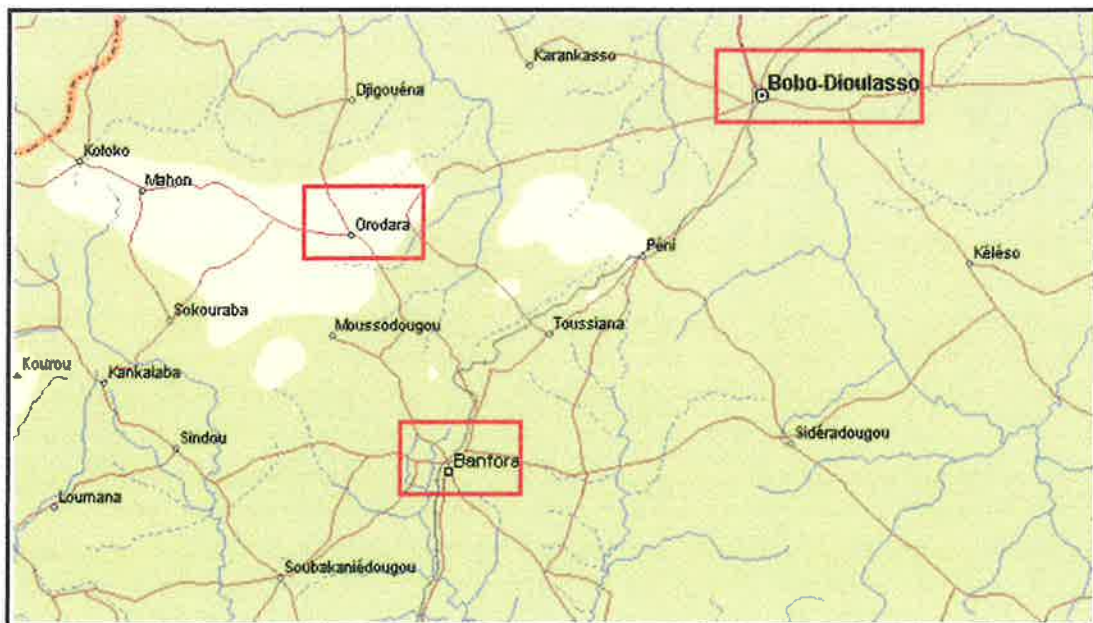 Karankasso
Bobo-Dioulasso
Djigouéna
Koloko
Mahon
Orodara
Péni
Kéléso
Sokouraba
Moussodougou
Toussiana
Kourou
Kankalaba
Sindou
Banfora
Sidéradougou
Loumana
Soubakaniédougou